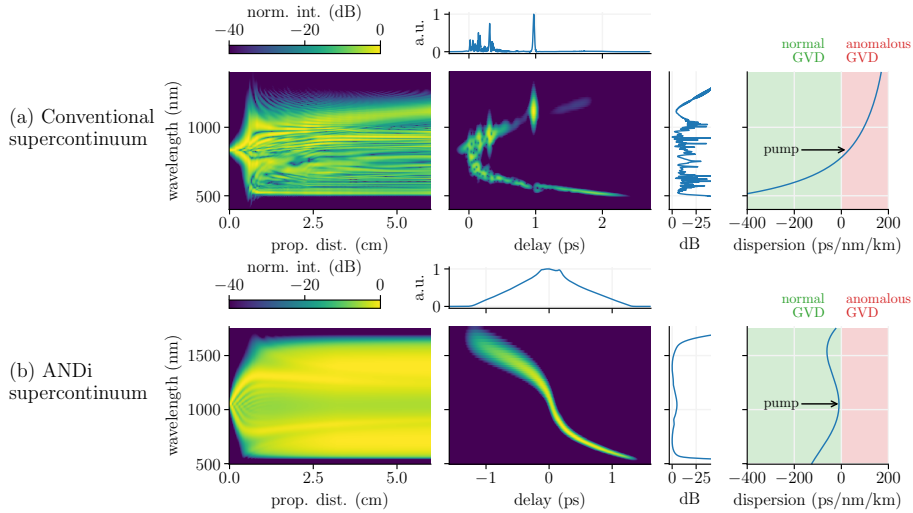 norm. int. (dB)
−40 −20 0
a.u.
1
0
normal GVD
anomalous GVD
(a) Conventional
supercontinuum
wavelength (nm)
1000
500
pump
0.0 2.5 5.0
0 1 2
0 −25
−400 −200 0 200
prop. dist. (cm)
delay (ps)
dB
dispersion (ps/nm/km)
norm. int. (dB)
−40 −20 0
a.u.
1
0
normal GVD
anomalous GVD
(b) ANDi
supercontinuum
wavelength (nm)
1500
1000
500
pump
0.0 2.5 5.0
−1 0 1
0 −25
−400 −200 0 200
prop. dist. (cm)
delay (ps)
dB
dispersion (ps/nm/km)